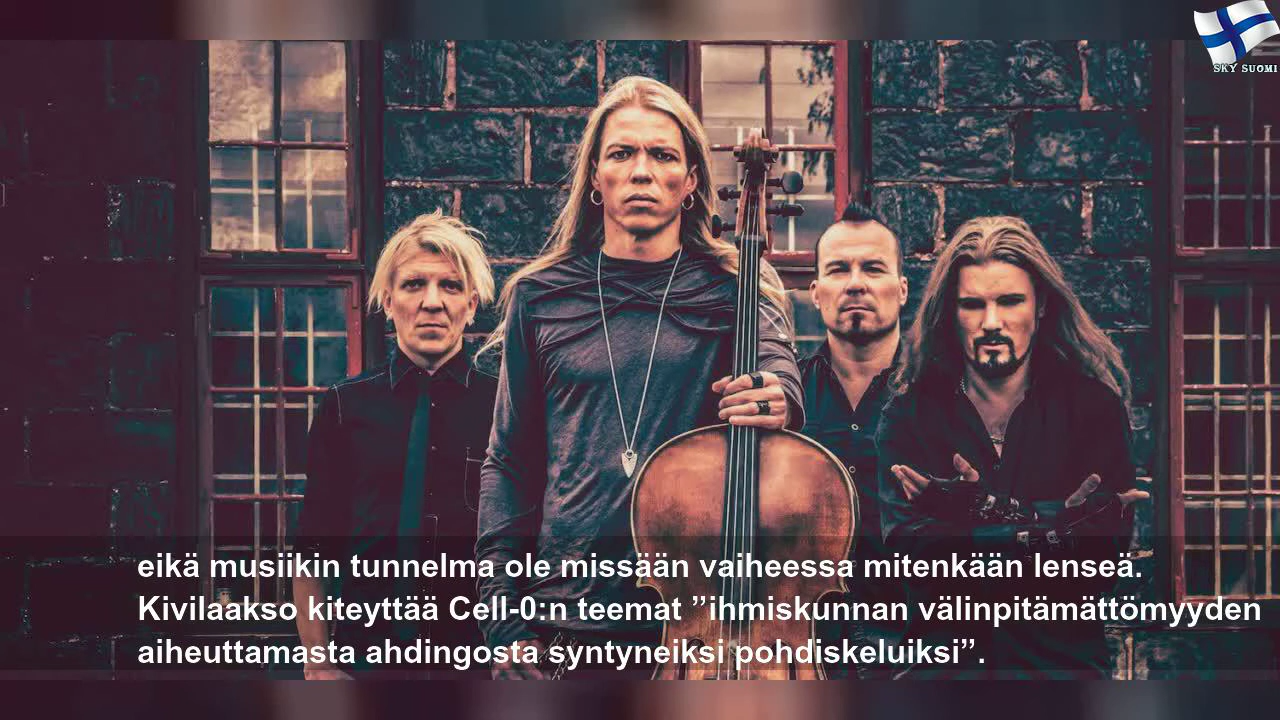 SKY SUOMI
eikä musiikin tunnelma ole missään vaiheessa mitenkään lenseä.
Kivilaakso kiteyttää Cell-0:n teemat ”ihmiskunnan välinpitämättömyyden
aiheuttamasta ahdingosta syntyneiksi pohdiskeluiksi”.